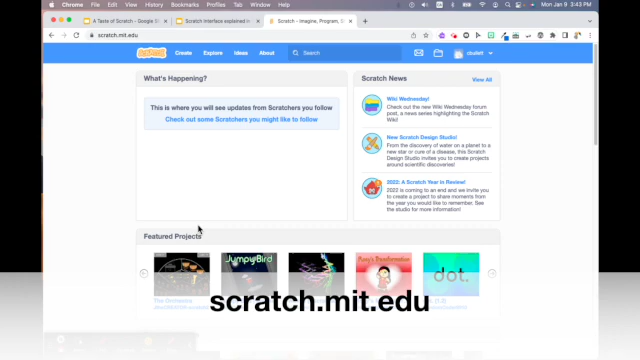 Chrome File Edit View History Bookmarks Profiles Tab Window Help
Mon Jan 9 3:43 PM
A Taste of Scratch - Google S
Scratch Interface explained in
Scratch - Imagine, Program, S
scratch.mit.edu
SCRATCH Create Explore Ideas About Search cbullett
What's Happening?
This is where you will see updates from Scratchers you follow
Check out some Scratchers you might like to follow
Scratch News View All
Wiki Wednesday!
Check out the new Wiki Wednesday forum
post, a news series highlighting the Scratch
Wiki!
New Scratch Design Studio!
From the discovery of water on a planet to a
new star or cure of a disease, this Scratch
Design Studio invites you to create projects
around scientific discovery!
2022: A Scratch Year in Review!
2022 is coming to an end and we invite you
to create a project to share moments from
the year you would like to remember. See
the studio for more information!
Featured Projects
JumpyBird
dot.
The Orchestra
scratch.mit.edu